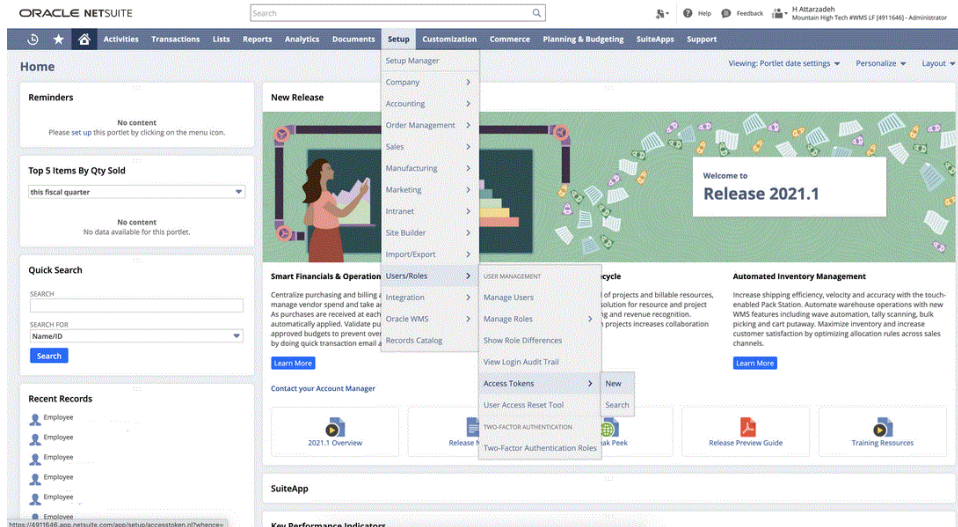 ORACLE NETSUITE
Search
Help
Feedback
H Attarzadeh
Mountain High Tech #WMS LF [4911646] - Administrator
Activities Transactions Lists Reports Analytics Documents Setup Customization Commerce Planning & Budgeting SuiteApps Support
Home
Viewing: Portlet date settings Personalize Layout
Setup Manager
Company
Accounting
Order Management
Sales
Manufacturing
Marketing
Intranet
Site Builder
Import/Export
Users/Roles
Integration
Oracle WMS
Records Catalog
USER MANAGEMENT
Manage Users
Manage Roles
Show Role Differences
View Login Audit Trail
Access Tokens
User Access Reset Tool
TWO-FACTOR AUTHENTICATION
Two-Factor Authentication Roles
New
Search
Reminders
No content
Please set up this portlet by clicking on the menu icon.
Top 5 Items By Qty Sold
this fiscal quarter
No content
No data available for this portlet.
Quick Search
SEARCH
SEARCH FOR
Name/ID
Search
Recent Records
Employee
Employee
Employee
Employee
Employee
Employee
https://4911646.app.netsuite.com/app/setup/accesstoken.nl?whence=
New Release
Welcome to
Release 2021.1
Smart Financials & Operation
Centralize purchasing and billing
manage vendor spend and take a
As purchases are received at each
automatically applied. Validate pu
approved budgets to prevent ove
by doing quick transaction email a
Learn More
Contact your Account Manager
cycle
of projects and billable resources,
olution for resource and project
ng and revenue recognition.
projects increases collaboration
Automated Inventory Management
Increase shipping efficiency, velocity and accuracy with the touch-
enabled Pack Station. Automate warehouse operations with new
WMS features including wave automation, tally scanning, bulk
picking and cart putaway. Maximize inventory and increase
customer satisfaction by optimizing allocation rules across sales
channels.
Learn More
2021.1 Overview
Release
ak Peek
Release Preview Guide
Training Resources
SuiteApp
Key Performance Indicators